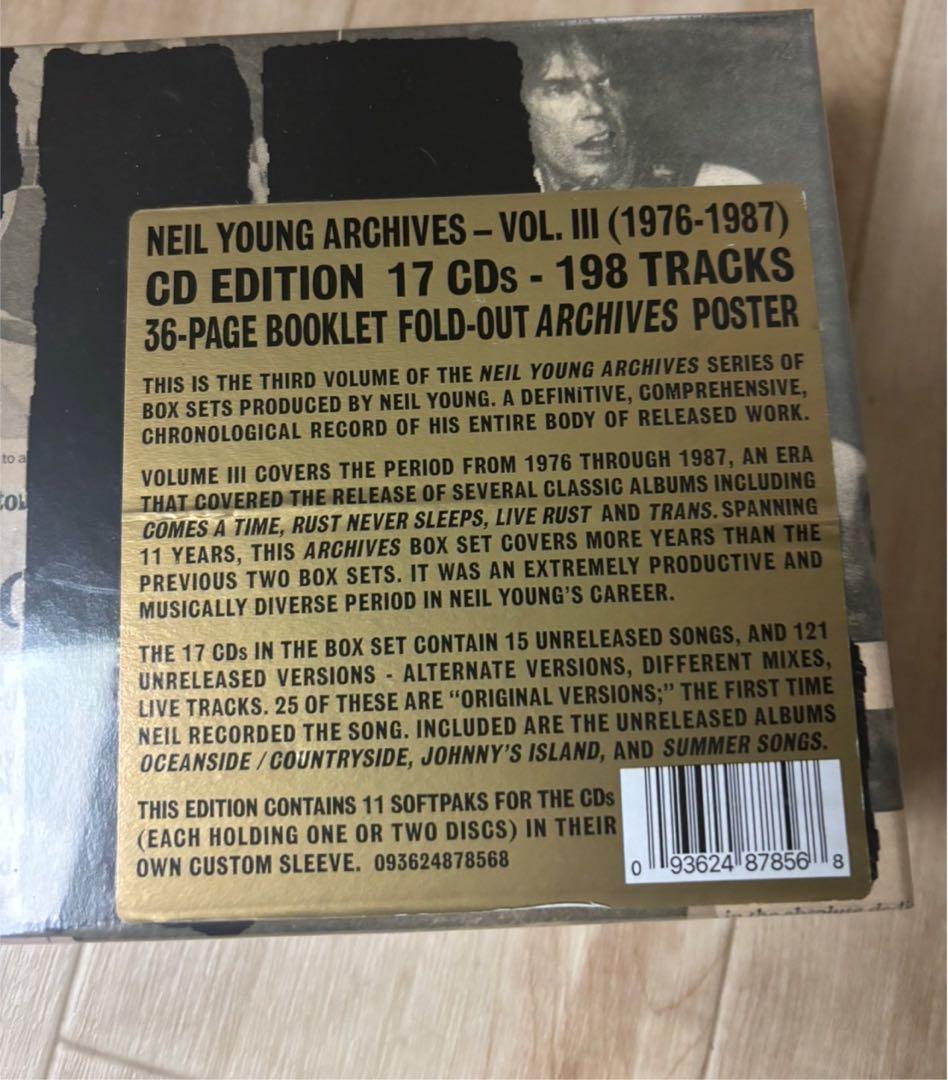 NEIL YOUNG ARCHIVES – VOL. III (1976-1987)
CD EDITION 17 CDs - 198 TRACKS
36-PAGE BOOKLET FOLD-OUT ARCHIVES POSTER
THIS IS THE THIRD VOLUME OF THE NEIL YOUNG ARCHIVES SERIES OF
BOX SETS PRODUCED BY NEIL YOUNG. A DEFINiTIVE, COMPREHENSIVE,
CHRONOLOGICAL RECORD OF HIS ENTIRE BODY OF RELEASED WORK.
VOLUME III COVERS THE PERIOD FROM 1976 THROUGH 1987, AN ERA
THAT COVERED THE RELEASE OF SEVERAL CLASSIC ALBUMS INCLUDING
COMES A TIME, RUST NEVER SLEEPS, LIVE RUST AND TRANS. SPANNING
11 YEARS, THIS ARCHIVES BOX SET COVERS MORE YEARS THAN THE
PREVIOUS TWO BOX SETS. IT WAS AN EXTREMELY PRODUCTIVE AND
MUSICALLY DIVERSE PERIOD IN NEIL YOUNG'S CAREER.
THE 17 CDs IN THE BOX SET CONTAIN 15 UNRELEASED SONGS, AND 121
UNRELEASED VERSIONS - ALTERNATE VERSIONS, DIFFERENT MIXES,
LIVE TRACKS. 25 OF THESE ARE "ORIGINAL VERSIONS;" THE FIRST TIME
NEIL RECORDED THE SONG. INCLUDED ARE THE UNRELEASED ALBUMS
OCEANSIDE / COUNTRYSIDE, JOHNNY'S ISLAND, AND SUMMER SONGS.
THIS EDITION CONTAINS 11 SOFTPAKS FOR THE CDs
(EACH HOLDING ONE OR TWO DISCS) IN THEIR
OWN CUSTOM SLEEVE. 093624878568
0 93624 87856 8
to a